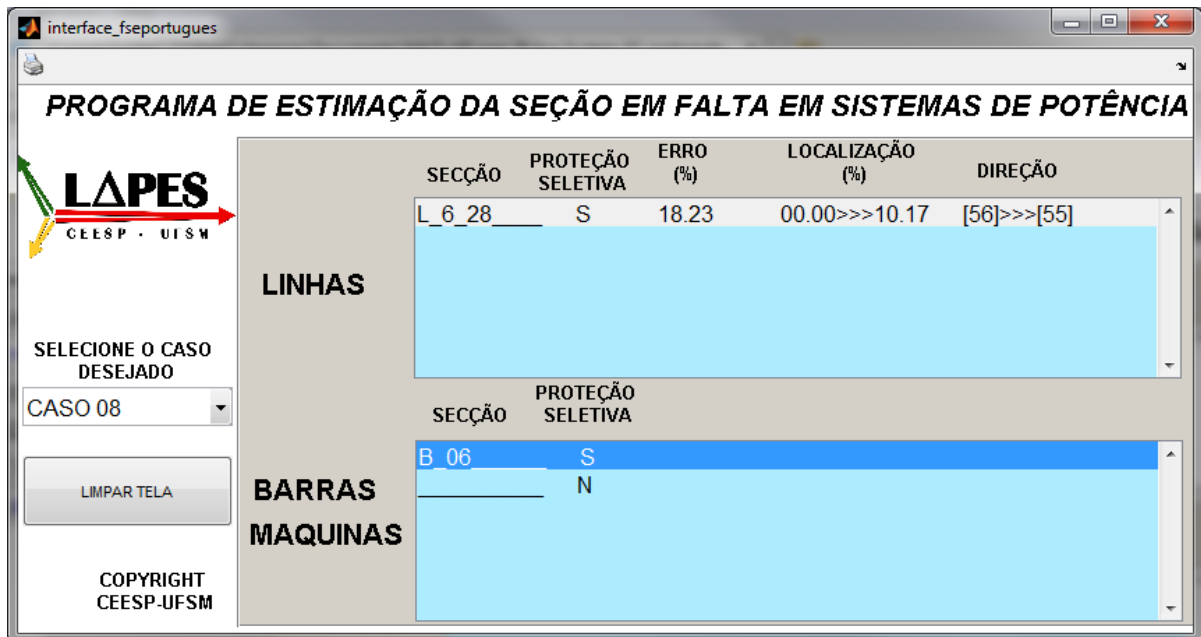 interface_fseportugues
PROGRAMA DE ESTIMAÇÃO DA SEÇÃO EM FALTA EM SISTEMAS DE POTÊNCIA
LAPES
CEESP - UFSM
SELECIONE O CASO
DESEJADO
CASO 08
LIMPAR TELA
COPYRIGHT
CEESP-UFSM
SECÇÃO PROTEÇÃO SELETIVA ERRO (%) LOCALIZAÇÃO (%) DIREÇÃO
LINHAS
L_6_28____ S 18.23 00.00>>>10.17 [56]>>>[55]
SECÇÃO PROTEÇÃO SELETIVA
BARRAS
MAQUINAS
B_06______ S
__________ N